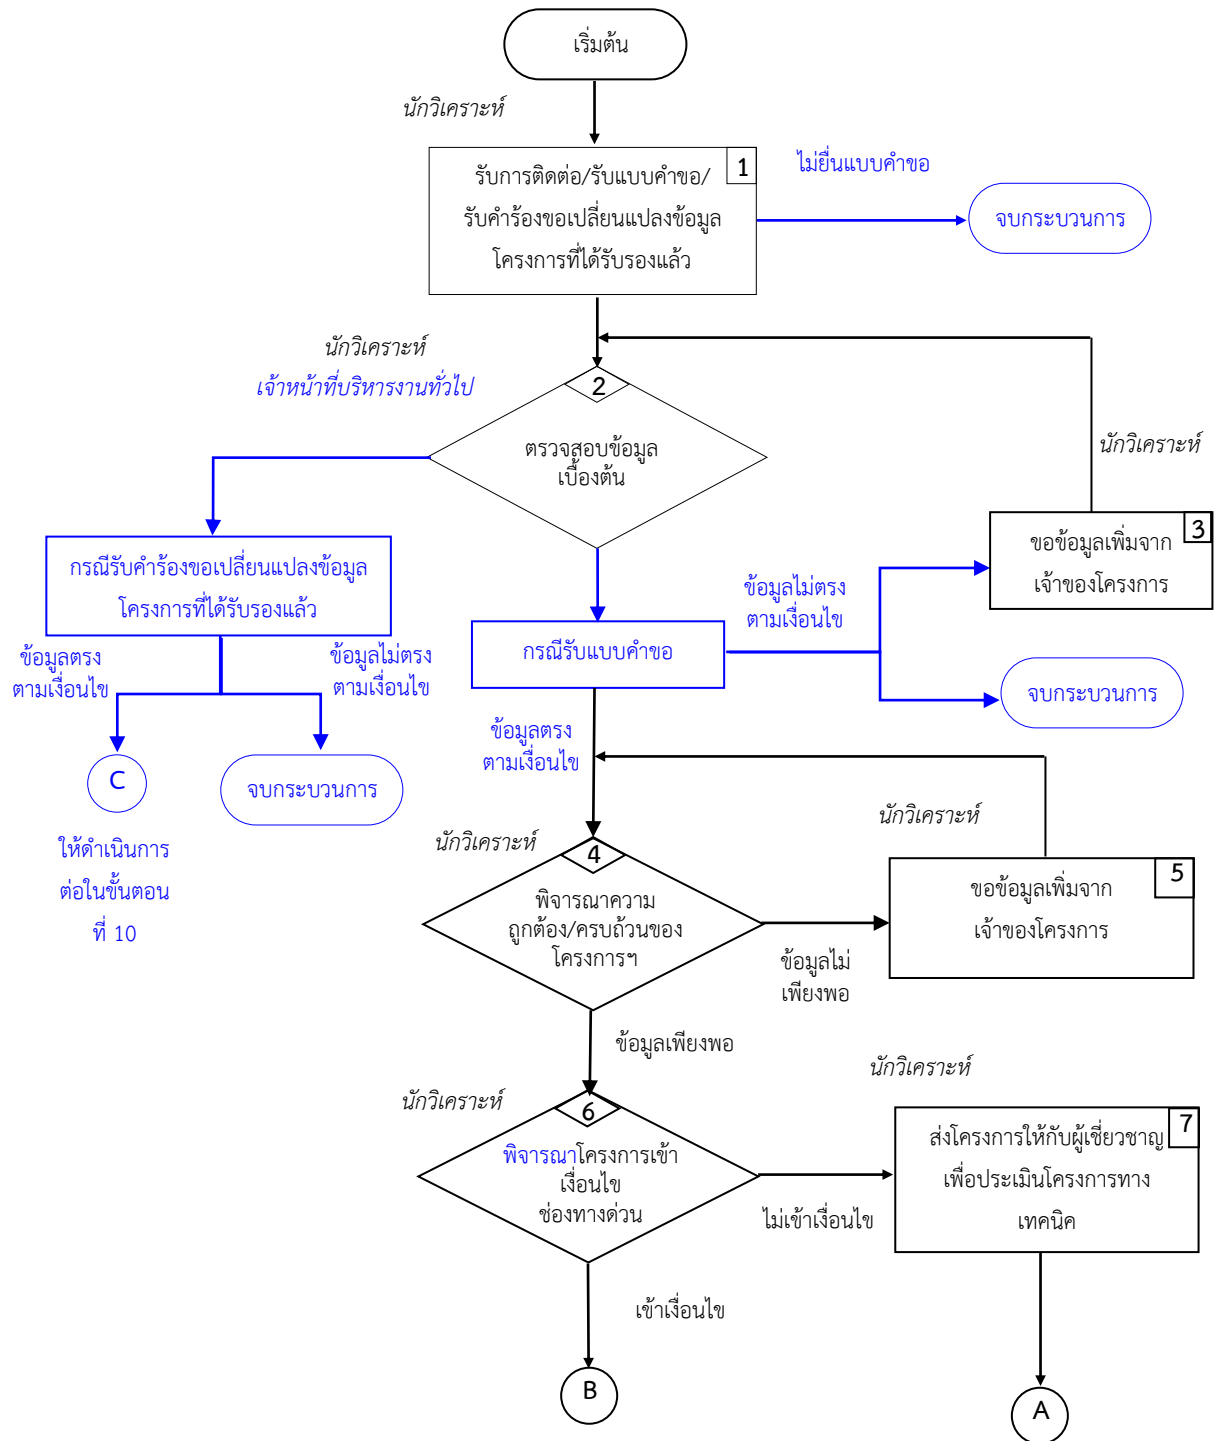 เริ่มต้น
นักวิเคราะห์
1
รับการติดต่อ/รับแบบคำขอ/
รับคำร้องขอเปลี่ยนแปลงข้อมูล
โครงการที่ได้รับรองแล้ว
ไม่ยื่นแบบคำขอ
จบกระบวนการ
นักวิเคราะห์
เจ้าหน้าที่บริหารงานทั่วไป
2
ตรวจสอบข้อมูล
เบื้องต้น
นักวิเคราะห์
3
ขอข้อมูลเพิ่มจาก
เจ้าของโครงการ
กรณีรับคำร้องขอเปลี่ยนแปลงข้อมูล
โครงการที่ได้รับรองแล้ว
ข้อมูลไม่ตรง
ตามเงื่อนไข
กรณีรับแบบคำขอ
จบกระบวนการ
ข้อมูลตรง
ตามเงื่อนไข
ข้อมูลไม่ตรง
ตามเงื่อนไข
C
จบกระบวนการ
ให้ดำเนินการ
ต่อในขั้นตอน
ที่ 10
ข้อมูลตรง
ตามเงื่อนไข
นักวิเคราะห์
4
พิจารณาความ
ถูกต้อง/ครบถ้วนของ
โครงการฯ
นักวิเคราะห์
5
ขอข้อมูลเพิ่มจาก
เจ้าของโครงการ
ข้อมูลไม่
เพียงพอ
ข้อมูลเพียงพอ
นักวิเคราะห์
6
พิจารณาโครงการเข้า
เงื่อนไข
ช่องทางด่วน
นักวิเคราะห์
7
ส่งโครงการให้กับผู้เชี่ยวชาญ
เพื่อประเมินโครงการทาง
เทคนิค
ไม่เข้าเงื่อนไข
เข้าเงื่อนไข
B
A